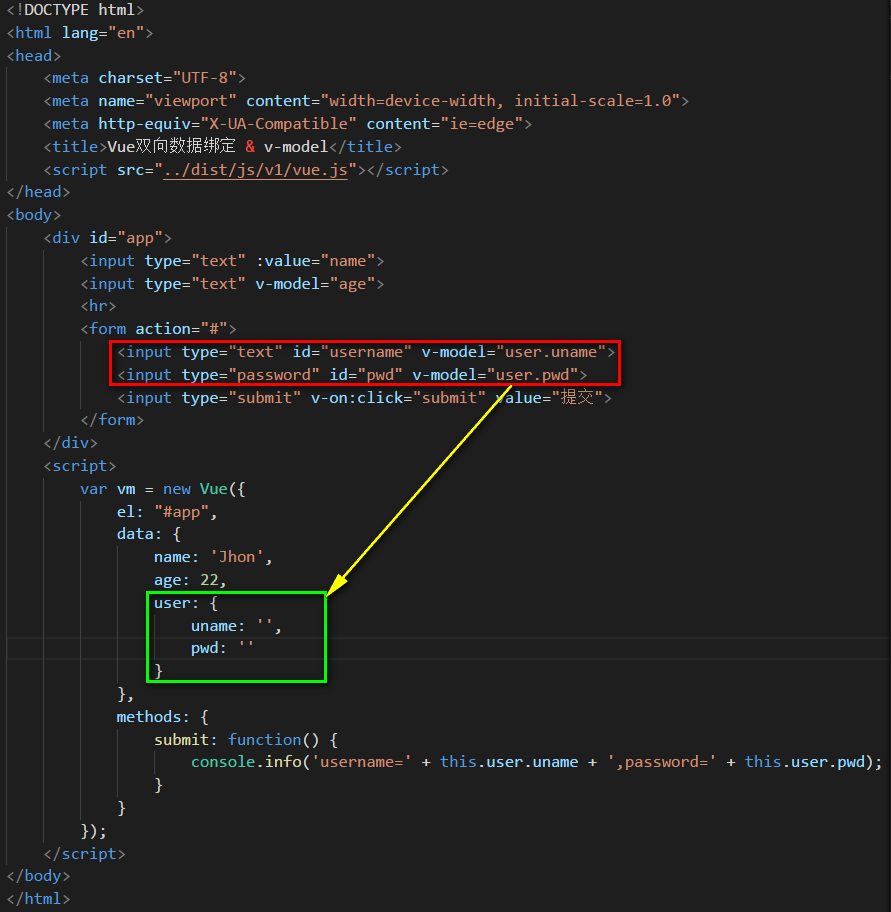 <!DOCTYPE html>
<html lang="en">
<head>
    <meta charset="UTF-8">
    <meta name="viewport" content="width=device-width, initial-scale=1.0">
    <meta http-equiv="X-UA-Compatible" content="ie=edge">
    <title>Vue双向数据绑定 & v-model</title>
    <script src="../dist/js/v1/vue.js"></script>
</head>
<body>
    <div id="app">
        <input type="text" :value="name">
        <input type="text" v-model="age">
        <hr>
        <form action="#">
            <input type="text" id="username" v-model="user.uname">
            <input type="password" id="pwd" v-model="user.pwd">
            <input type="submit" v-on:click="submit" value="提交">
        </form>
    </div>
    <script>
        var vm = new Vue({
            el: "#app",
            data: {
                name: 'Jhon',
                age: 22,
                user: {
                    uname: '',
                    pwd: ''
                }
            },
            methods: {
                submit: function() {
                    console.info('username=' + this.user.uname + ',password=' + this.user.pwd);
                }
            }
        });
    </script>
</body>
</html>